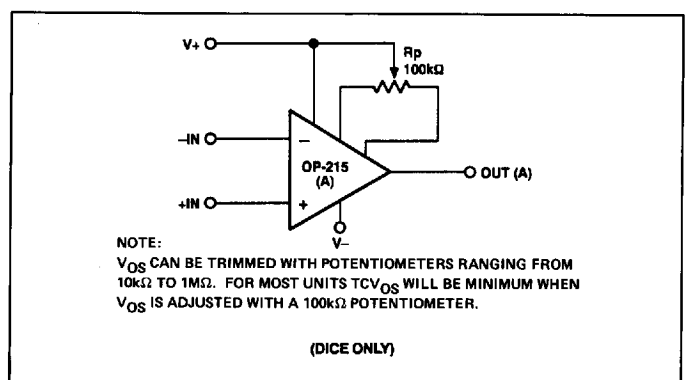 V+
Rp
100kΩ
–IN
–
OP-215
(A)
OUT (A)
+IN
+
V–
NOTE:
VOS CAN BE TRIMMED WITH POTENTIOMETERS RANGING FROM
10kΩ TO 1MΩ. FOR MOST UNITS TCVOS WILL BE MINIMUM WHEN
VOS IS ADJUSTED WITH A 100kΩ POTENTIOMETER.
(DICE ONLY)